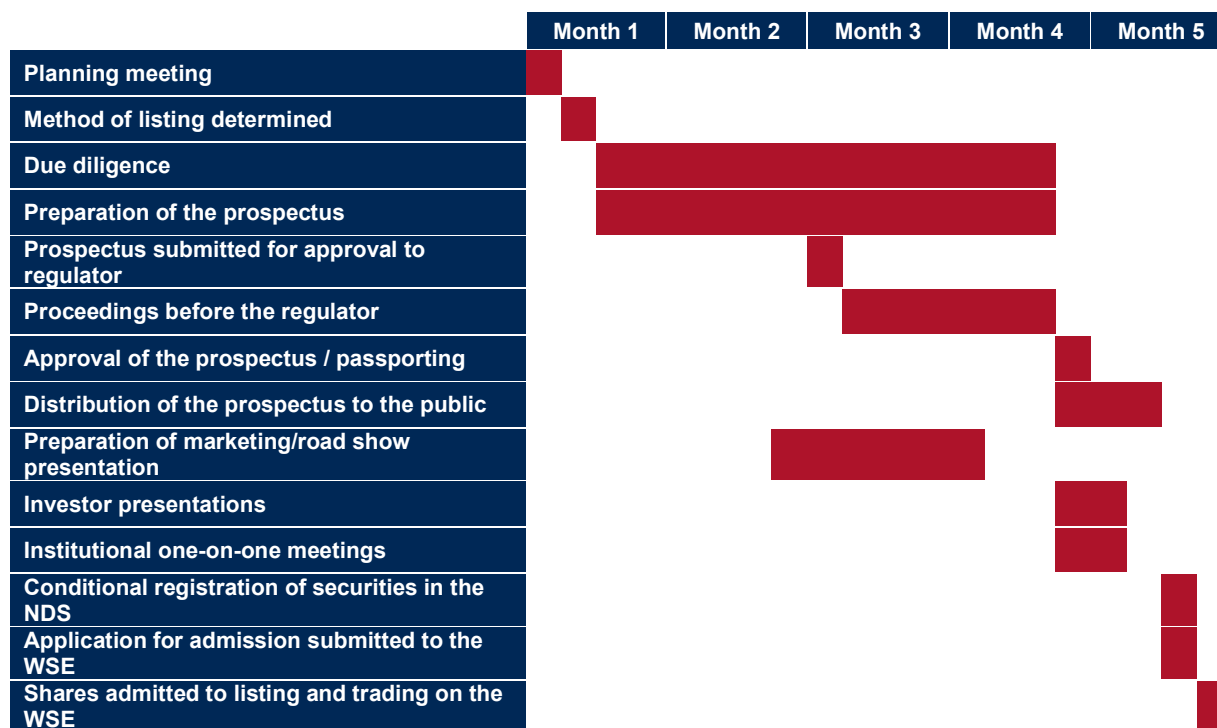 Month 1 Month 2 Month 3 Month 4 Month 5
Planning meeting
Method of listing determined
Due diligence
Preparation of the prospectus
Prospectus submitted for approval to
regulator
Proceedings before the regulator
Approval of the prospectus / passporting
Distribution of the prospectus to the public
Preparation of marketing/road show
presentation
Investor presentations
Institutional one-on-one meetings
Conditional registration of securities in the
NDS
Application for admission submitted to the
WSE
Shares admitted to listing and trading on the
WSE